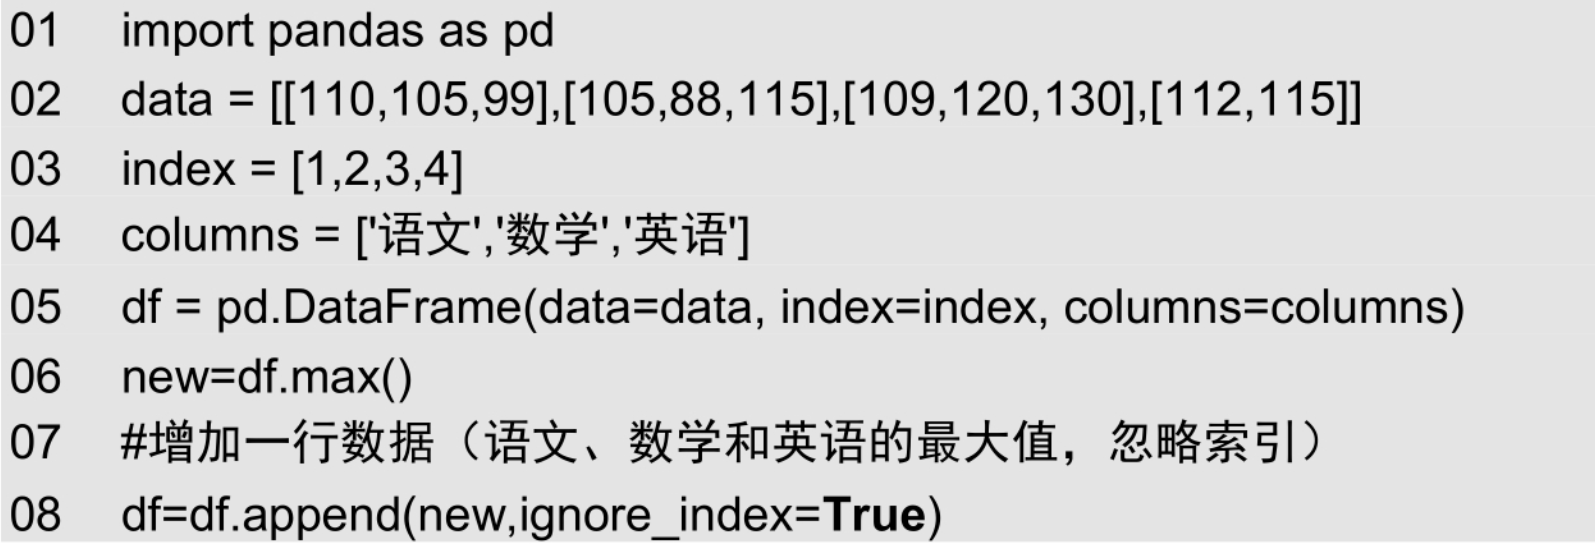 01 import pandas as pd
02 data = [[110,105,99],[105,88,115],[109,120,130],[112,115]]
03 index = [1,2,3,4]
04 columns = ['语文','数学','英语']
05 df = pd.DataFrame(data=data, index=index, columns=columns)
06 new=df.max()
07 #增加一行数据（语文、数学和英语的最大值，忽略索引）
08 df=df.append(new,ignore_index=True)